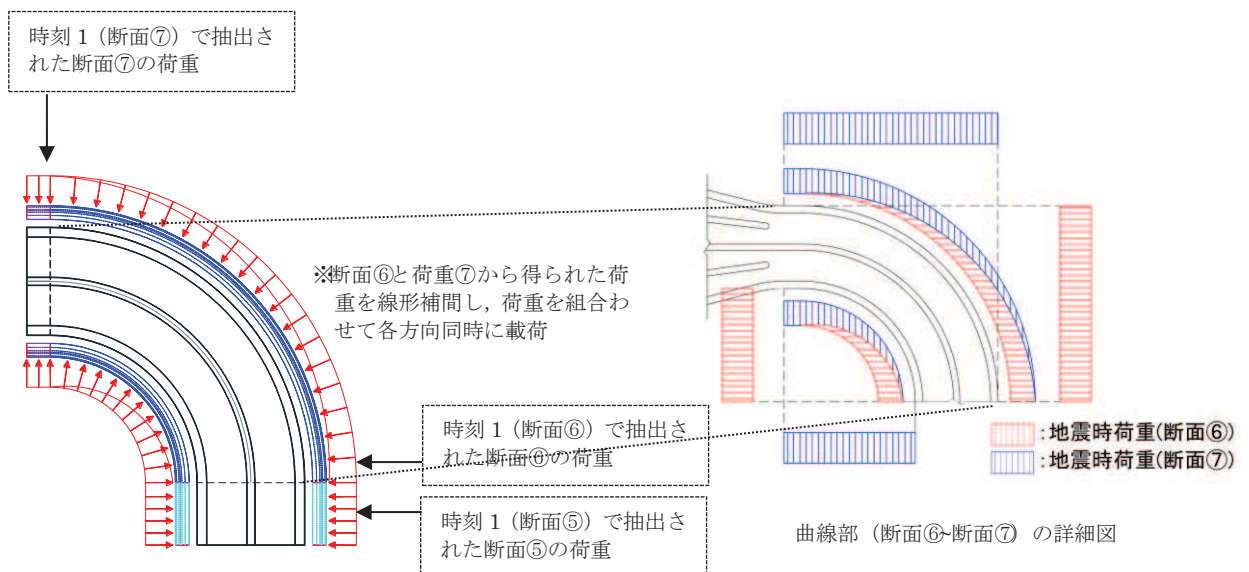 時刻 1（断面⑦）で抽出さ
れた断面⑦の荷重
※断面⑥と荷重⑦から得られた荷
重を線形補間し，荷重を組合わ
せて各方向同時に載荷
時刻 1（断面⑥）で抽出さ
れた断面⑥の荷重
時刻 1（断面⑤）で抽出さ
れた断面⑤の荷重
:地震時荷重(断面⑥)
:地震時荷重(断面⑦)
曲線部（断面⑥~断面⑦）の詳細図